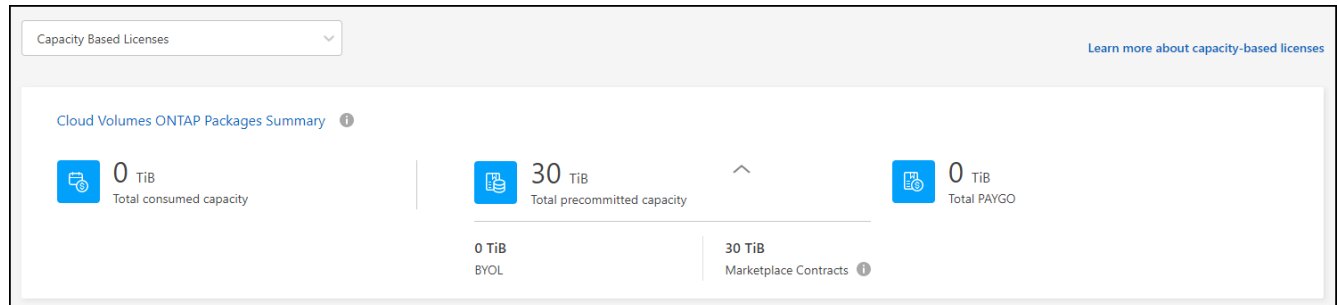 Capacity Based Licenses
Learn more about capacity-based licenses
Cloud Volumes ONTAP Packages Summary
0 TiB
Total consumed capacity
30 TiB
Total precommitted capacity
0 TiB
Total PAYGO
0 TiB
BYOL
30 TiB
Marketplace Contracts